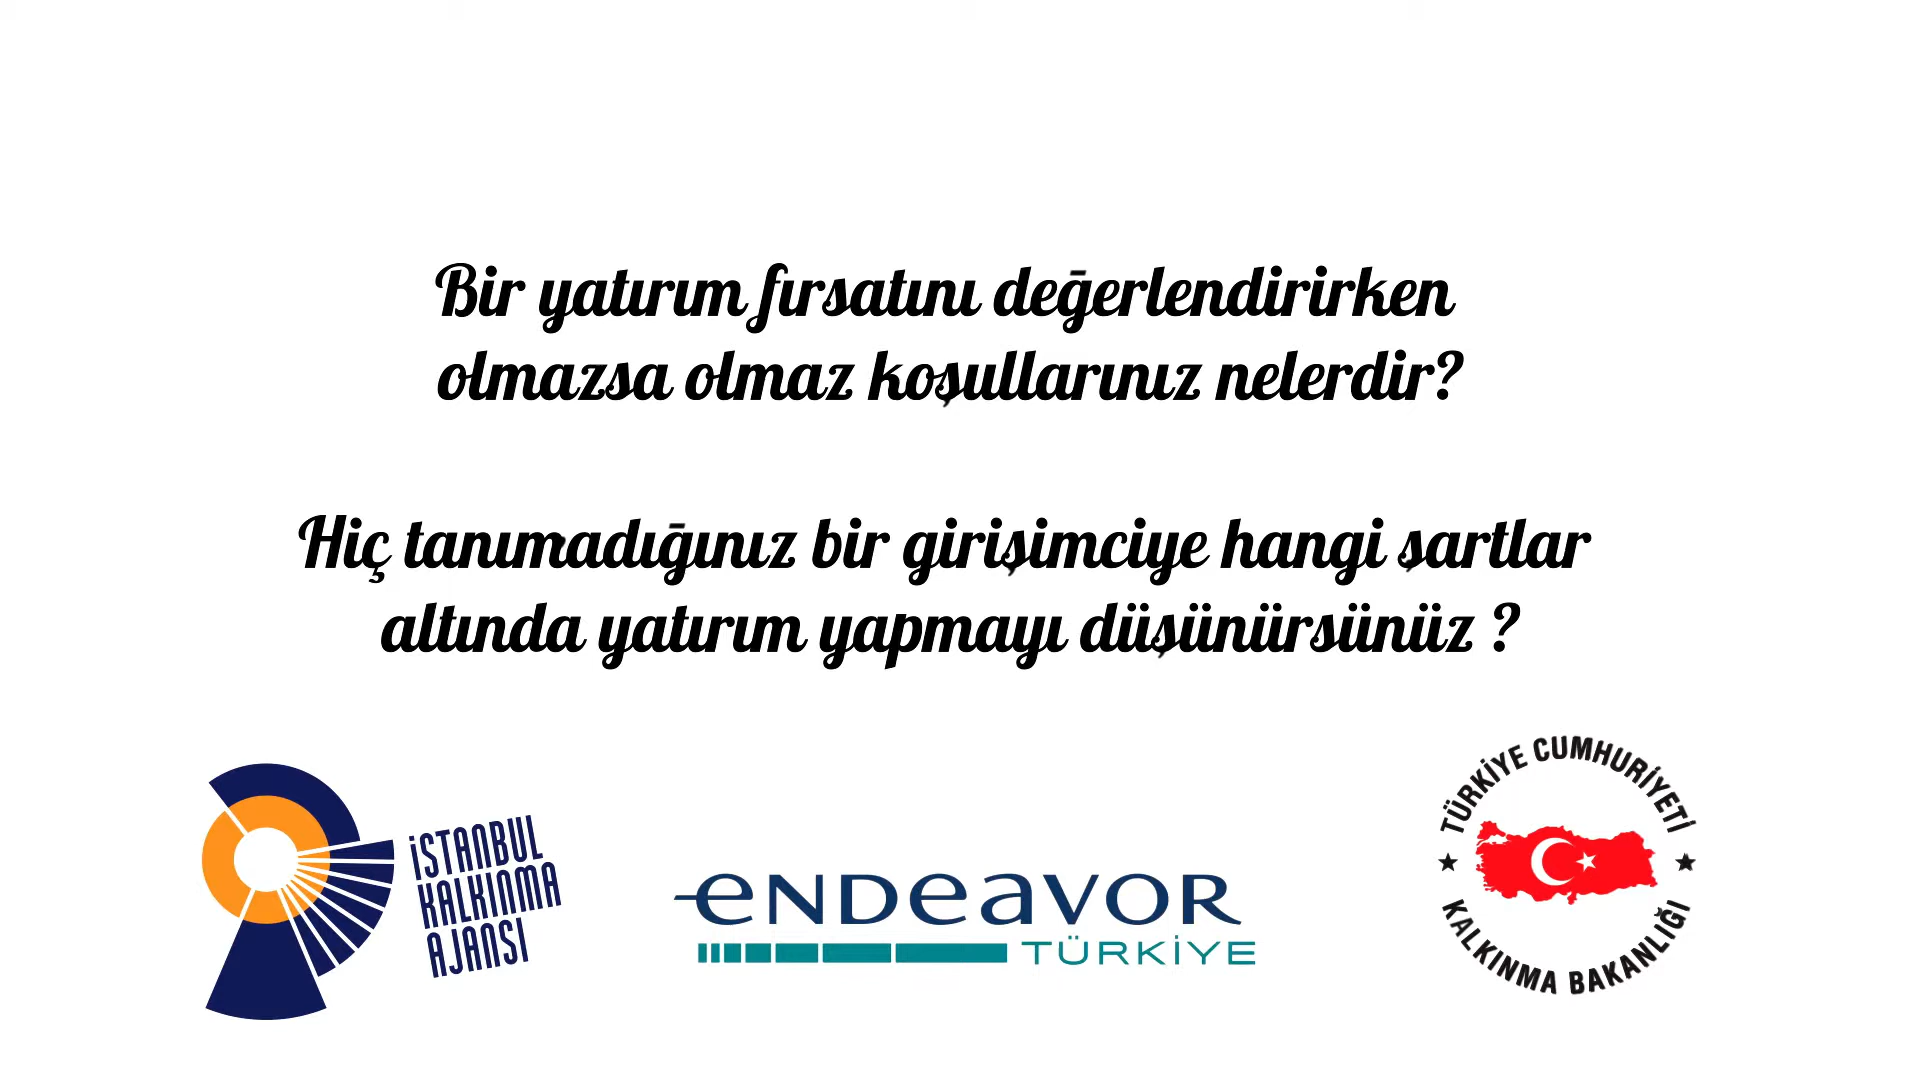 Bir yatırım fırsatını değerlendirirken
olmazsa olmaz koşullarınız nelerdir?
Hiç tanımadığınız bir girişimciye hangi şartlar
altında yatırım yapmayı düşünürsünüz ?
İSTANBUL
KALKINMA
AJANSI
enDeavOR
TÜRKİYE
TÜRKİYE CUMHURİYETİ
KALKINMA BAKANLIĞI